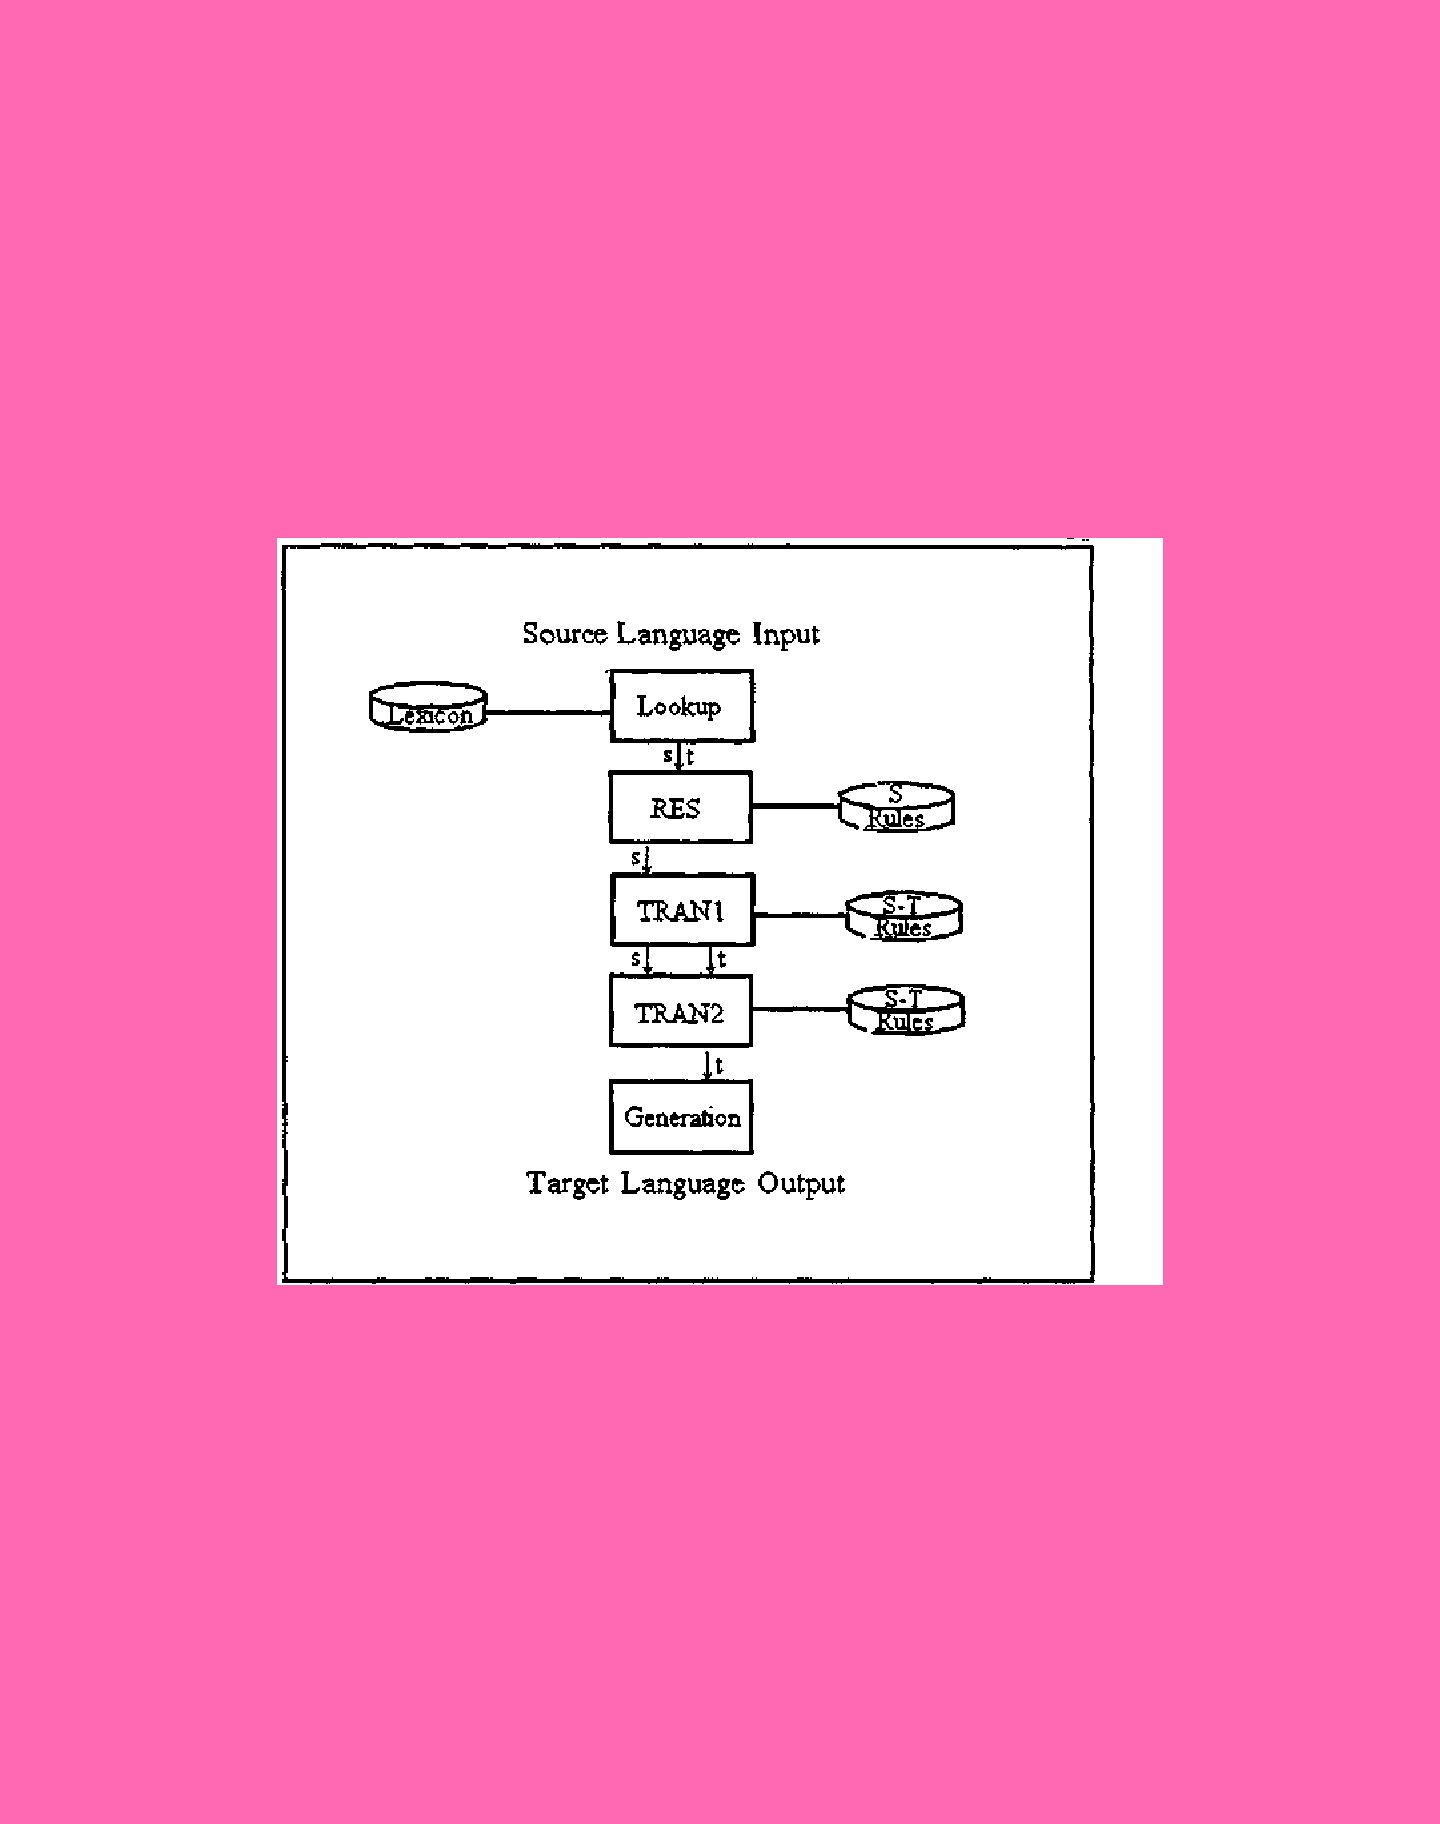 Source Language Input
Lexicon
Lookup
s t
RES
S
Rules
s
TRAN1
S-T
Rules
s t
TRAN2
S-T
Rules
t
Generation
Target Language Output